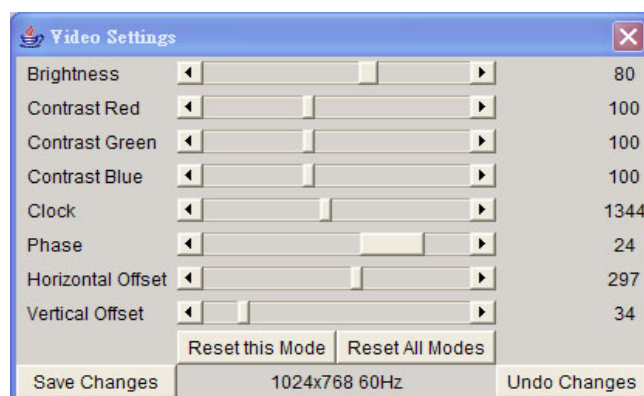 Video Settings
Brightness 80
Contrast Red 100
Contrast Green 100
Contrast Blue 100
Clock 1344
Phase 24
Horizontal Offset 297
Vertical Offset 34
Reset this Mode Reset All Modes
Save Changes 1024x768 60Hz Undo Changes